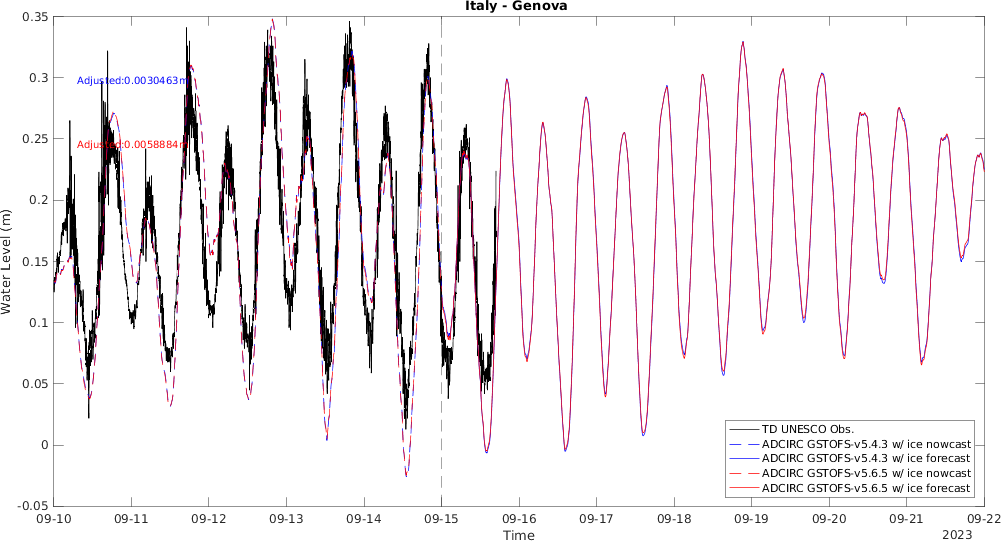 Italy - Genova
0.35
0.3
0.25
0.2
0.15
0.1
0.05
0
-0.05
Water Level (m)
Adjusted:0.0030463m
Adjusted:0.0058884m
TD UNESCO Obs.
ADCIRC GSTOFS-v5.4.3 w/ ice nowcast
ADCIRC GSTOFS-v5.4.3 w/ ice forecast
ADCIRC GSTOFS-v5.6.5 w/ ice nowcast
ADCIRC GSTOFS-v5.6.5 w/ ice forecast
09-10 09-11 09-12 09-13 09-14 09-15 09-16 09-17 09-18 09-19 09-20 09-21 09-22
Time
2023